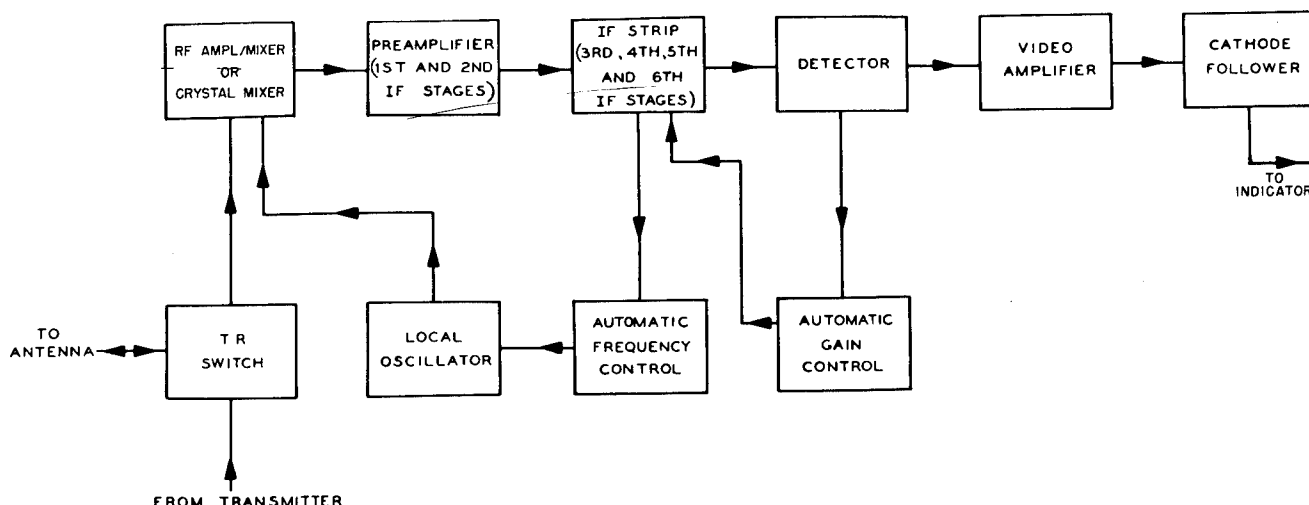 RF AMPL/MIXER
OR
CRYSTAL MIXER
PREAMPLIFIER
(1ST AND 2ND
IF STAGES)
IF STRIP
(3RD, 4TH, 5TH
AND 6TH
IF STAGES)
DETECTOR
VIDEO
AMPLIFIER
CATHODE
FOLLOWER
TO
INDICATOR
TO
ANTENNA
TR
SWITCH
LOCAL
OSCILLATOR
AUTOMATIC
FREQUENCY
CONTROL
AUTOMATIC
GAIN
CONTROL
FROM TRANSMITTER